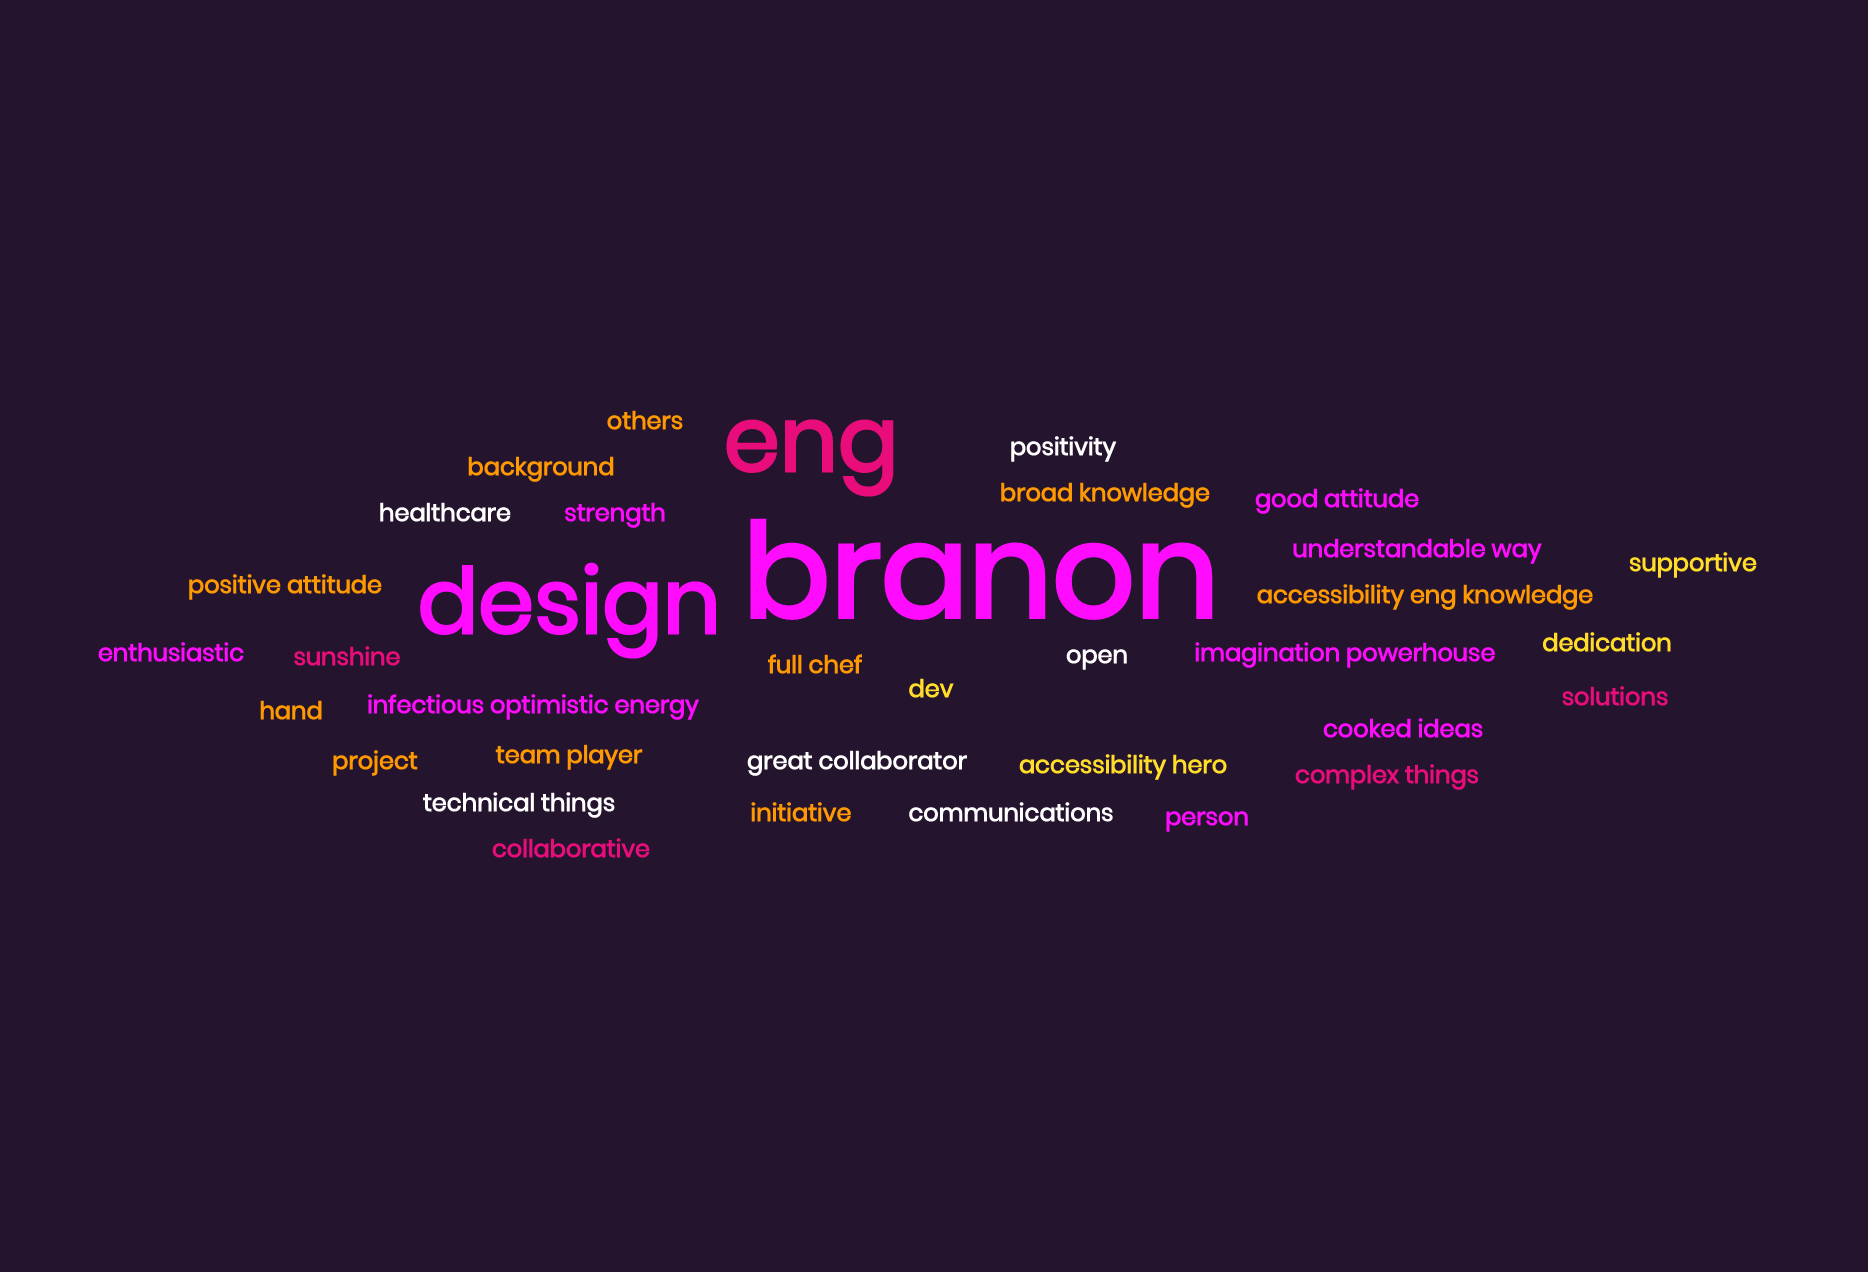 others
eng
positivity
background
broad knowledge
good attitude
healthcare
strength
branon
understandable way
supportive
positive attitude
design
accessibility eng knowledge
enthusiastic
sunshine
full chef
open
imagination powerhouse
dedication
dev
hand
infectious optimistic energy
solutions
cooked ideas
project
team player
great collaborator
accessibility hero
complex things
technical things
initiative
communications
person
collaborative